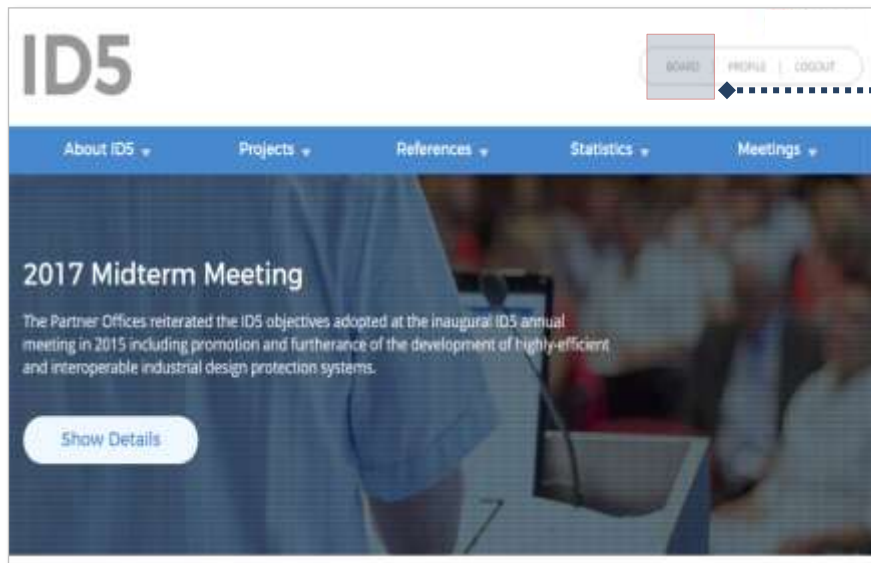 ID5
BOARD | PROFILE | LOGOUT
About ID5 Projects References Statistics Meetings
2017 Midterm Meeting
The Partner Offices reiterated the ID5 objectives adopted at the inaugural ID5 annual
meeting in 2015 including promotion and furtherance of the development of highly-efficient
and interoperable industrial design protection systems.
Show Details